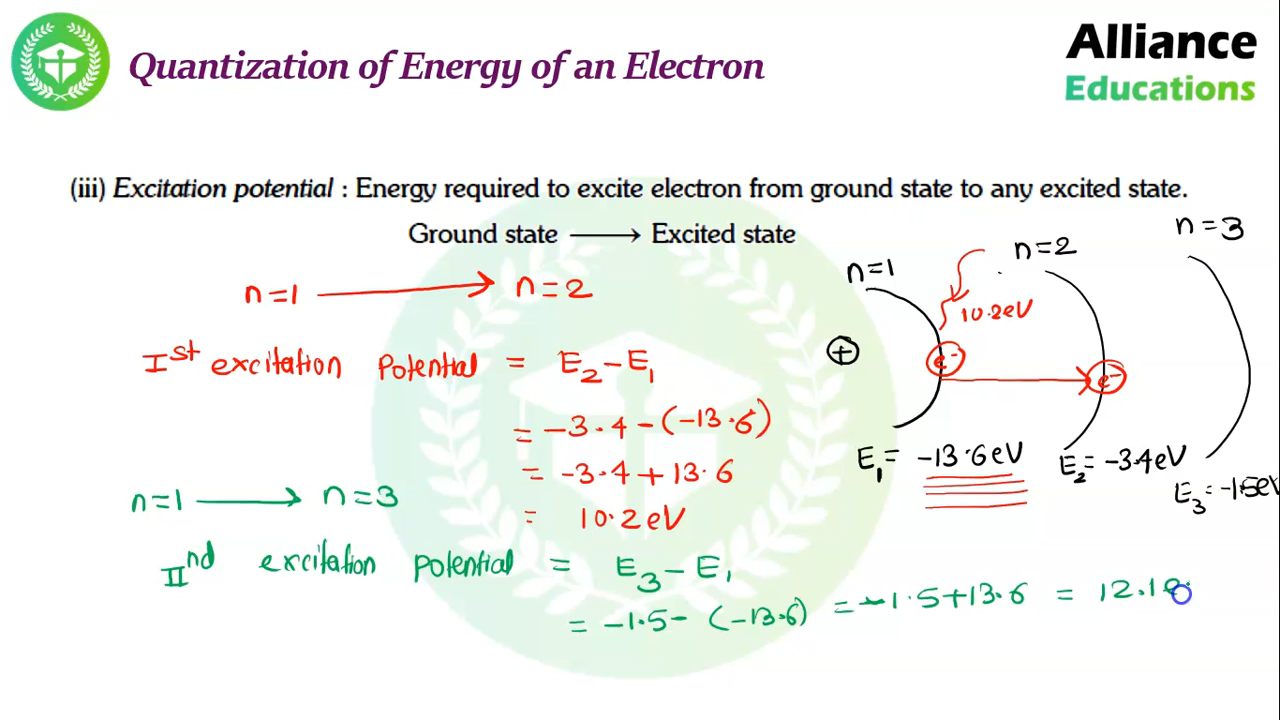 Quantization of Energy of an Electron
Alliance
Educations
(iii) Excitation potential : Energy required to excite electron from ground state to any excited state.
Ground state ⟶ Excited state
n=1 ⟶ n=2
Ist excitation Potential = E2-E1
= -3.4-(-13.6)
= -3.4+13.6
= 10.2eV
n=1 ⟶ n=3
IInd excitation potential = E3-E1
= -1.5-(-13.6) = -1.5+13.6 = 12.1
n=1
n=2
n=3
10.2eV
+
e-
e-
E1= -13.6eV
E2= -3.4eV
E3=-1.5eV